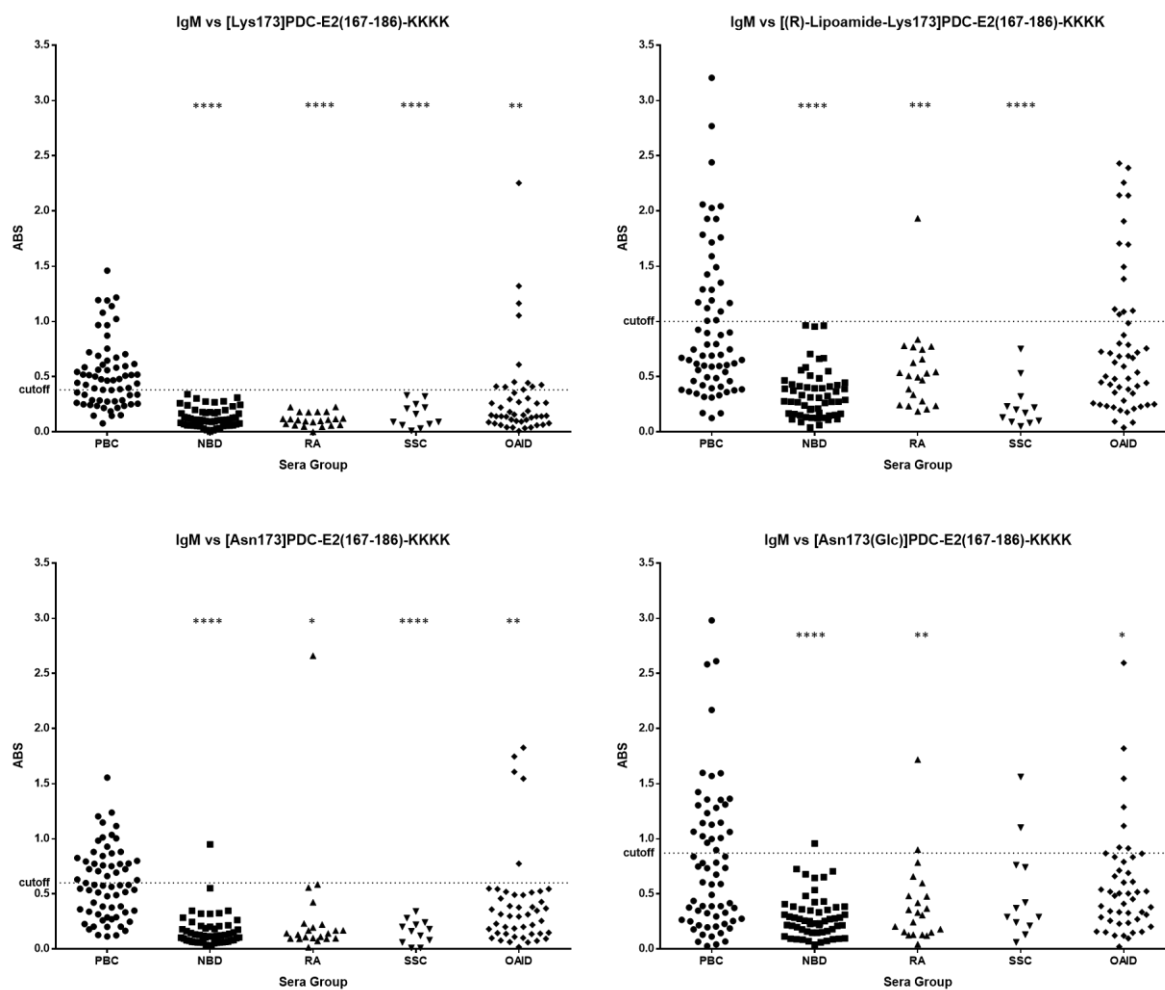 IgM vs [Lys173]PDC-E2(167-186)-KKKK
3.5
3.0
**** **** **** **
2.5
2.0
ABS
1.5
1.0
0.5
cutoff
0.0
PBC NBD RA SSC OAID
Sera Group
IgM vs [(R)-Lipoamide-Lys173]PDC-E2(167-186)-KKKK
3.5
3.0
**** *** ****
2.5
2.0
ABS
1.5
cutoff
0.5
0.0
PBC NBD RA SSC OAID
Sera Group
IgM vs [Asn173]PDC-E2(167-186)-KKKK
3.5
3.0
**** * **** **
2.5
2.0
ABS
1.5
1.0
cutoff
0.5
0.0
PBC NBD RA SSC OAID
Sera Group
IgM vs [Asn173(Glc)]PDC-E2(167-186)-KKKK
3.5
3.0
**** ** *
2.5
2.0
ABS
1.5
1.0
cutoff
0.5
0.0
PBC NBD RA SSC OAID
Sera Group